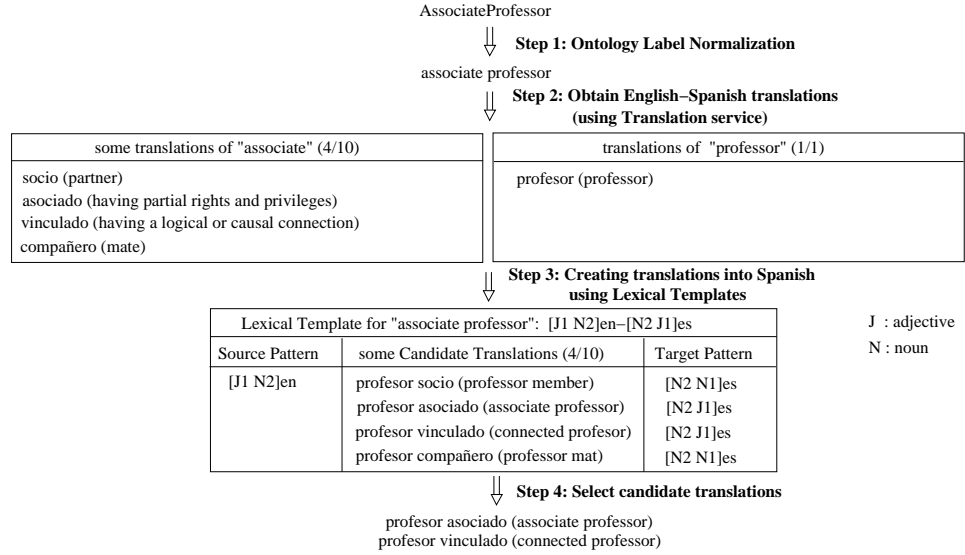 AssociateProfessor
Step 1: Ontology Label Normalization
associate professor
Step 2: Obtain English−Spanish translations
(using Translation service)
some translations of "associate" (4/10)
socio (partner)
asociado (having partial rights and privileges)
vinculado (having a logical or causal connection)
compañero (mate)
translations of "professor" (1/1)
profesor (professor)
Step 3: Creating translations into Spanish
using Lexical Templates
Lexical Template for "associate professor": [J1 N2]en−[N2 J1]es
J : adjective
N : noun
Source Pattern some Candidate Translations (4/10) Target Pattern
[J1 N2]en profesor socio (professor member) [N2 N1]es
profesor asociado (associate professor) [N2 J1]es
profesor vinculado (connected profesor) [N2 J1]es
profesor compañero (professor mat) [N2 N1]es
Step 4: Select candidate translations
profesor asociado (associate professor)
profesor vinculado (connected professor)